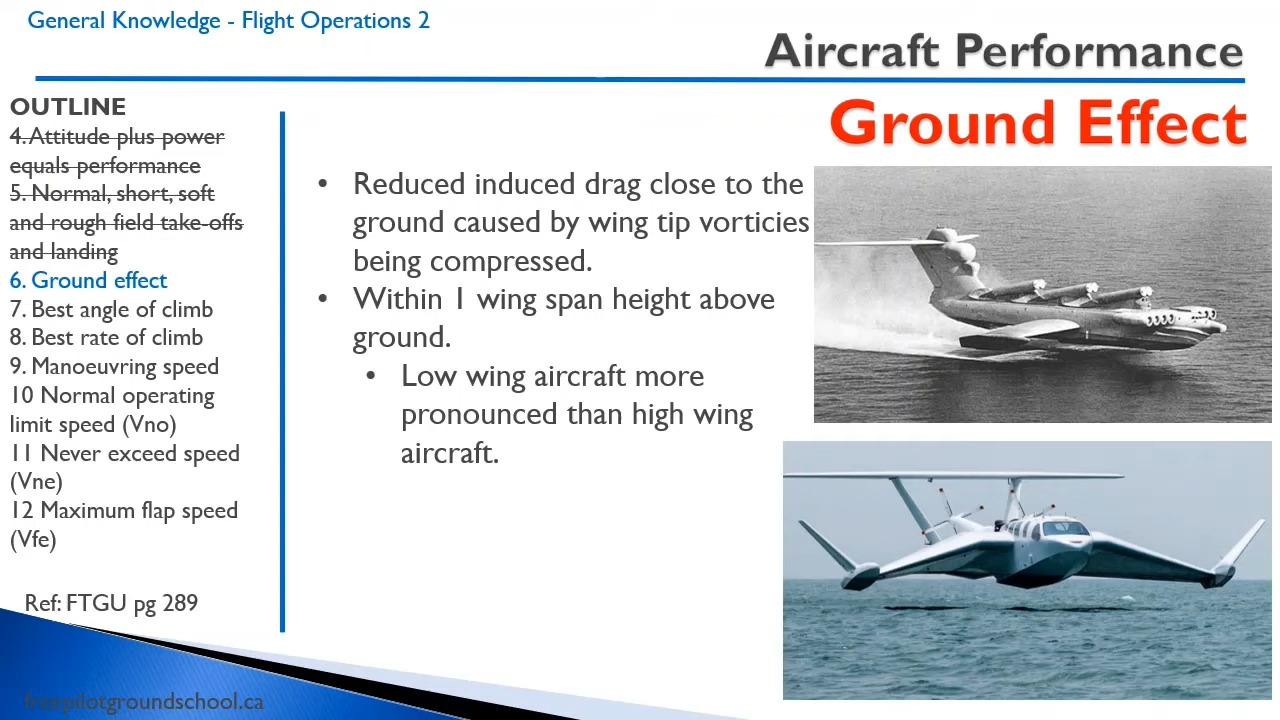 General Knowledge - Flight Operations 2
Aircraft Performance
Ground Effect
OUTLINE
4. Attitude plus power
equals performance
5. Normal, short, soft
and rough field take-offs
and landing
6. Ground effect
7. Best angle of climb
8. Best rate of climb
9. Manoeuvring speed
10 Normal operating
limit speed (Vno)
11 Never exceed speed
(Vne)
12 Maximum flap speed
(Vfe)
Ref: FTGU pg 289
freepilotgroundschool.ca
• Reduced induced drag close to the
ground caused by wing tip vorticies
being compressed.
• Within 1 wing span height above
ground.
• Low wing aircraft more
pronounced than high wing
aircraft.